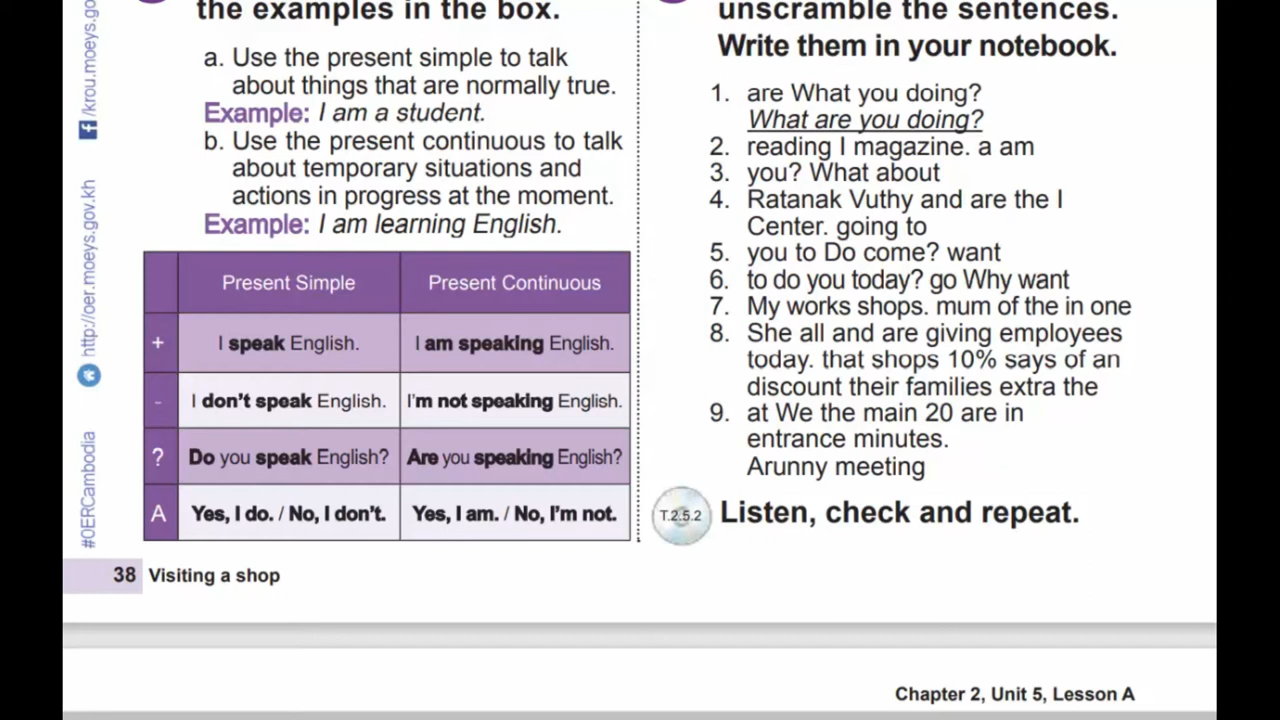 the examples in the box.
a. Use the present simple to talk
about things that are normally true.
Example: I am a student.
b. Use the present continuous to talk
about temporary situations and
actions in progress at the moment.
Example: I am learning English.
Present Simple Present Continuous
+ I speak English. I am speaking English.
- I don't speak English. I'm not speaking English.
? Do you speak English? Are you speaking English?
A Yes, I do. / No, I don't. Yes, I am. / No, I'm not.
unscramble the sentences.
Write them in your notebook.
1. are What you doing?
What are you doing?
2. reading I magazine. a am
3. you? What about
4. Ratanak Vuthy and are the I
Center. going to
5. you to Do come? want
6. to do you today? go Why want
7. My works shops. mum of the in one
8. She all and are giving employees
today. that shops 10% says of an
discount their families extra the
9. at We the main 20 are in
entrance minutes.
Arunny meeting
T.2.5.2 Listen, check and repeat.
#OERCambodia
http://oer.moeys.gov.kh
f /krou.moeys.go
38 Visiting a shop
Chapter 2, Unit 5, Lesson A